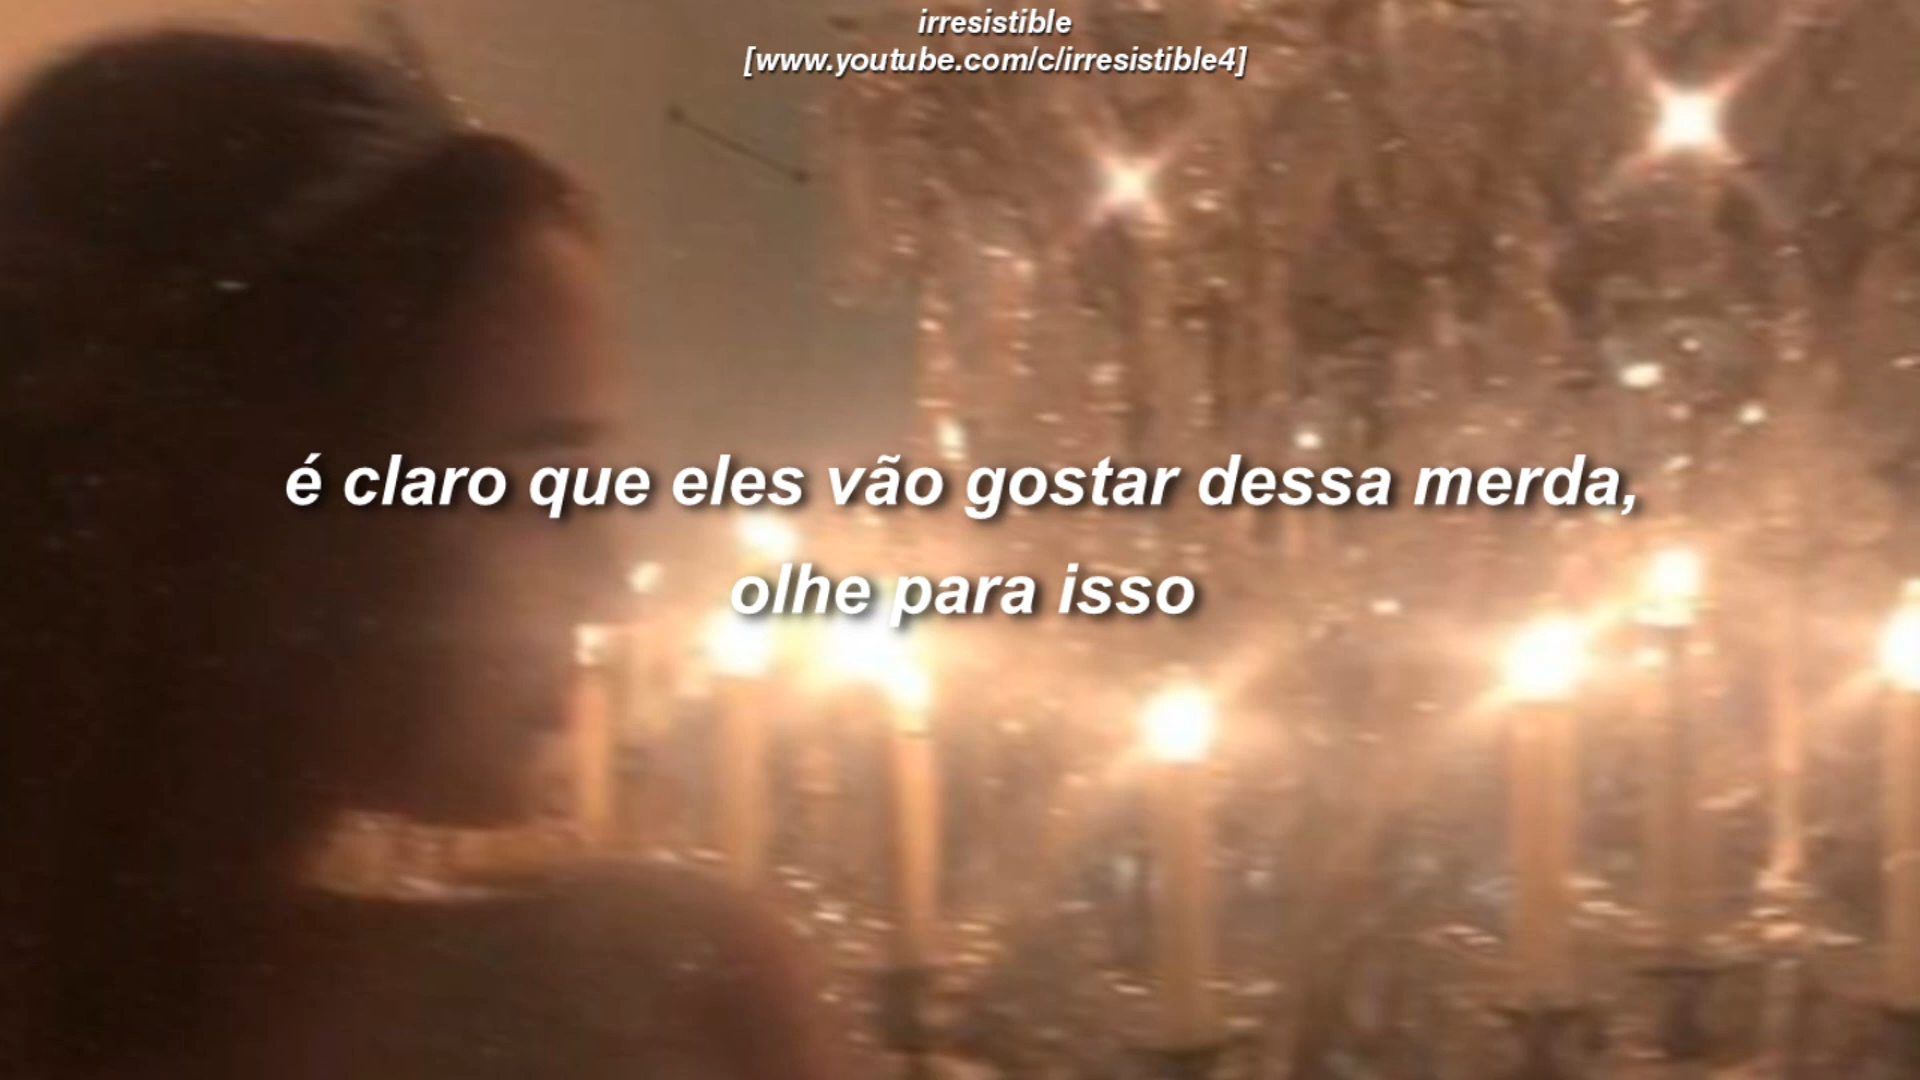 irresistible
[www.youtube.com/c/irresistible4]
é claro que eles vão gostar dessa merda,
olhe para isso